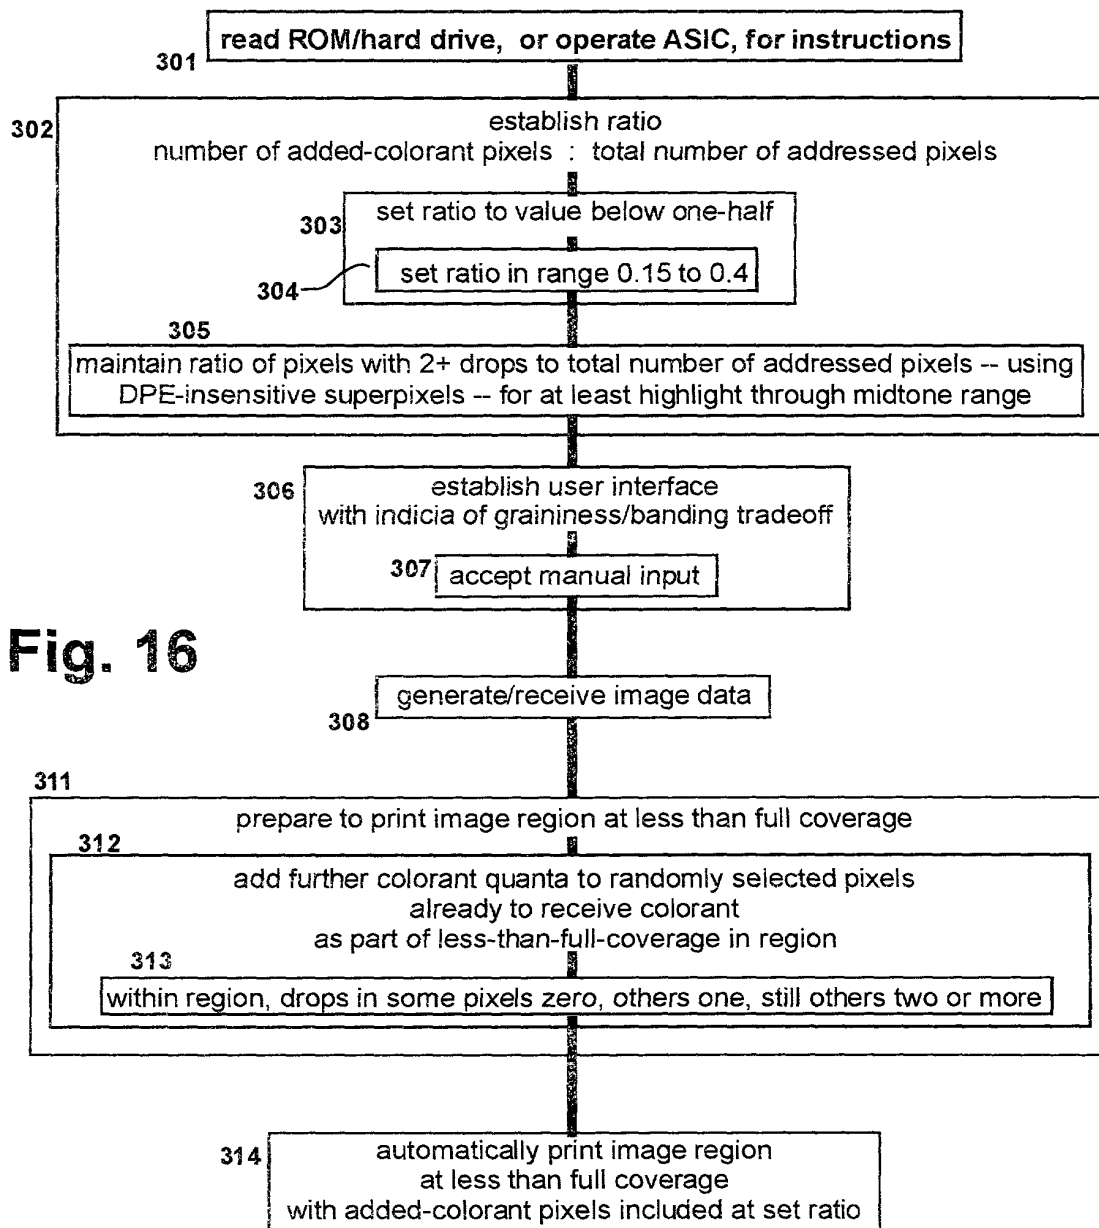 read ROM/hard drive, or operate ASIC, for instructions
301
302
establish ratio
number of added-colorant pixels : total number of addressed pixels
303
set ratio to value below one-half
304
set ratio in range 0.15 to 0.4
305
maintain ratio of pixels with 2+ drops to total number of addressed pixels -- using
DPE-insensitive superpixels -- for at least highlight through midtone range
306
establish user interface
with indicia of graininess/banding tradeoff
307
accept manual input
Fig. 16
generate/receive image data
308
311
prepare to print image region at less than full coverage
312
add further colorant quanta to randomly selected pixels
already to receive colorant
as part of less-than-full-coverage in region
313
within region, drops in some pixels zero, others one, still others two or more
314
automatically print image region
at less than full coverage
with added-colorant pixels included at set ratio